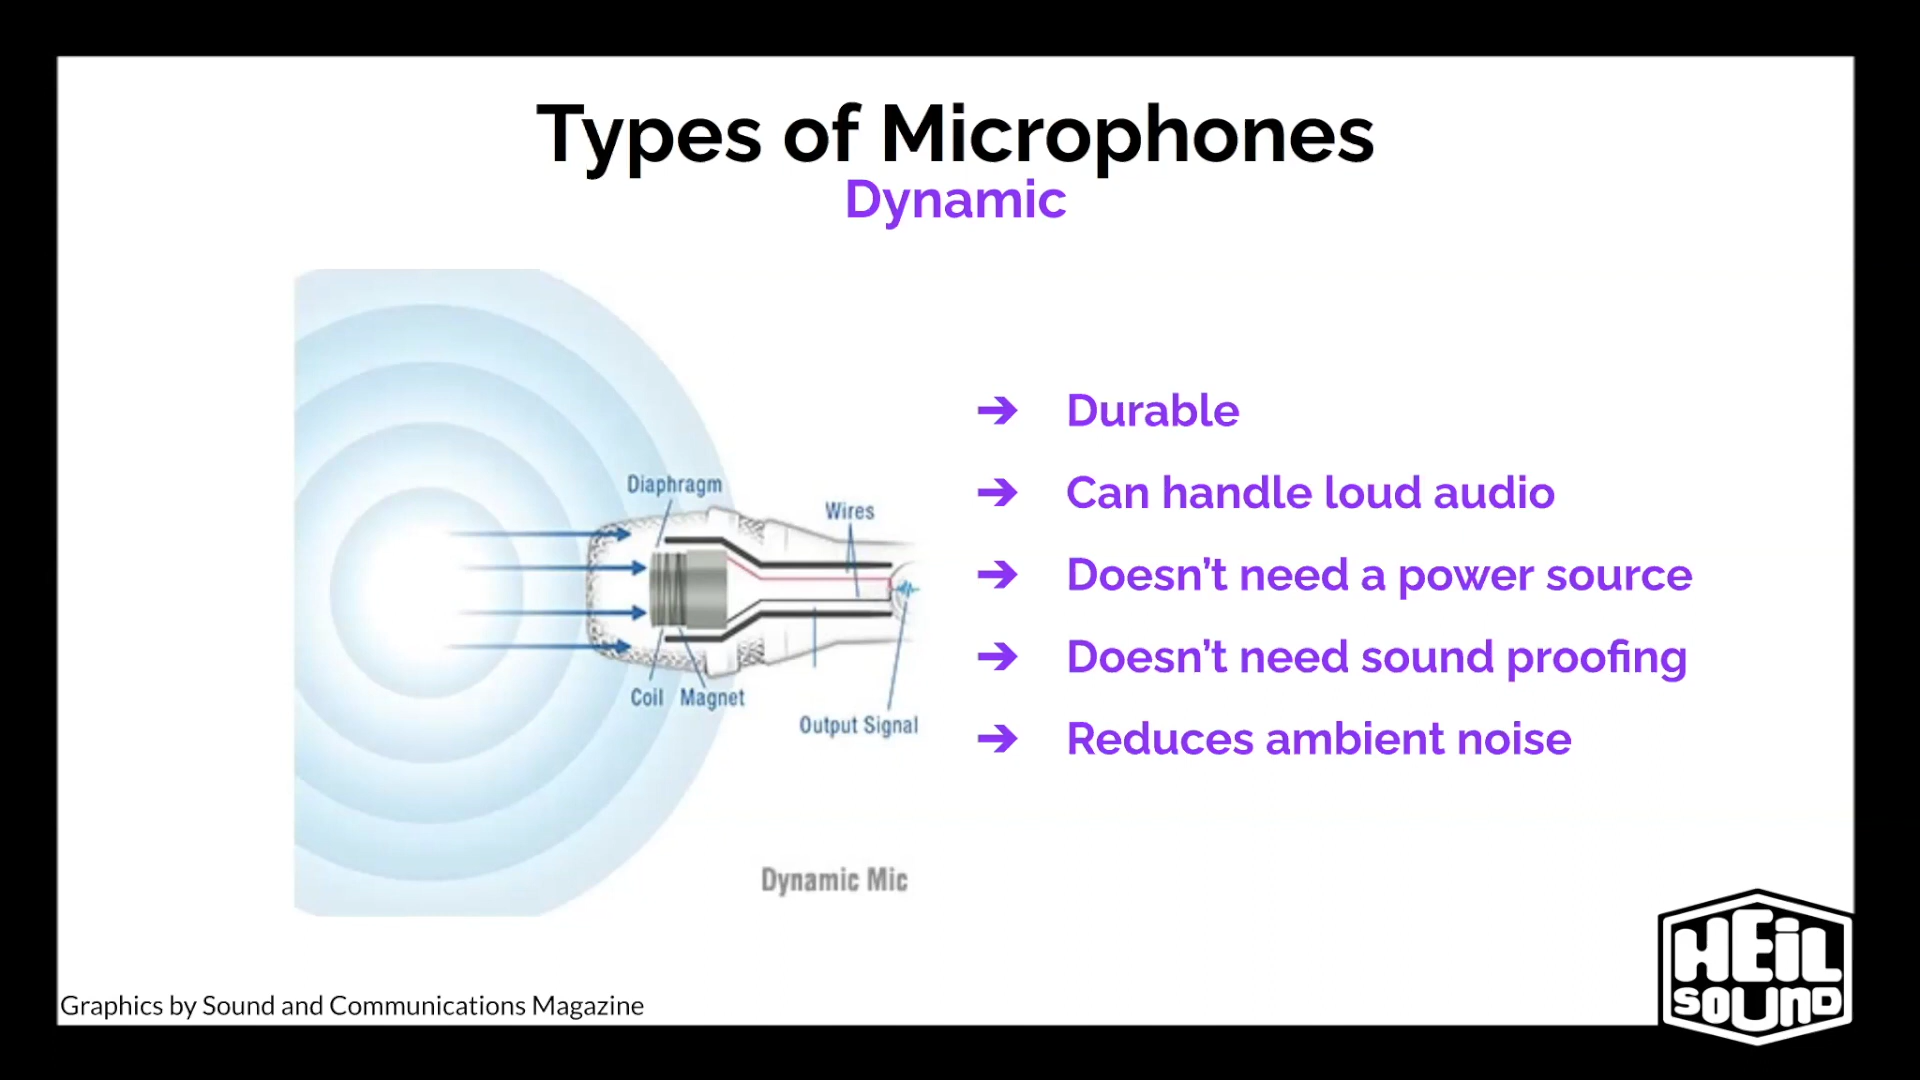 Types of Microphones
Dynamic
Diaphragm
Wires
Coil Magnet
Output Signal
Dynamic Mic
➔ Durable
➔ Can handle loud audio
➔ Doesn’t need a power source
➔ Doesn’t need sound proofing
➔ Reduces ambient noise
Graphics by Sound and Communications Magazine
HEiL
SOUND